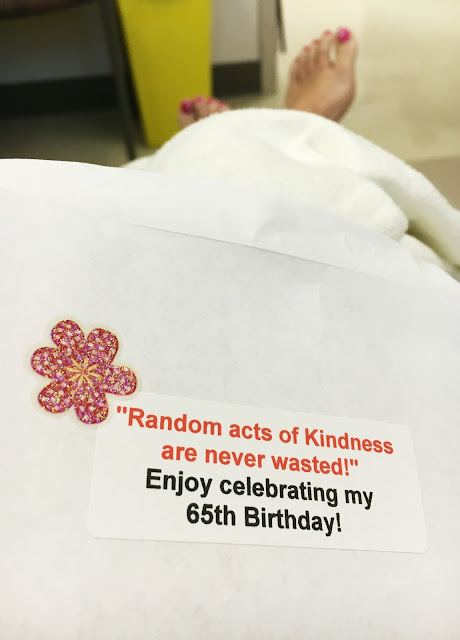 "Random acts of Kindness
are never wasted!"
Enjoy celebrating my
65th Birthday!